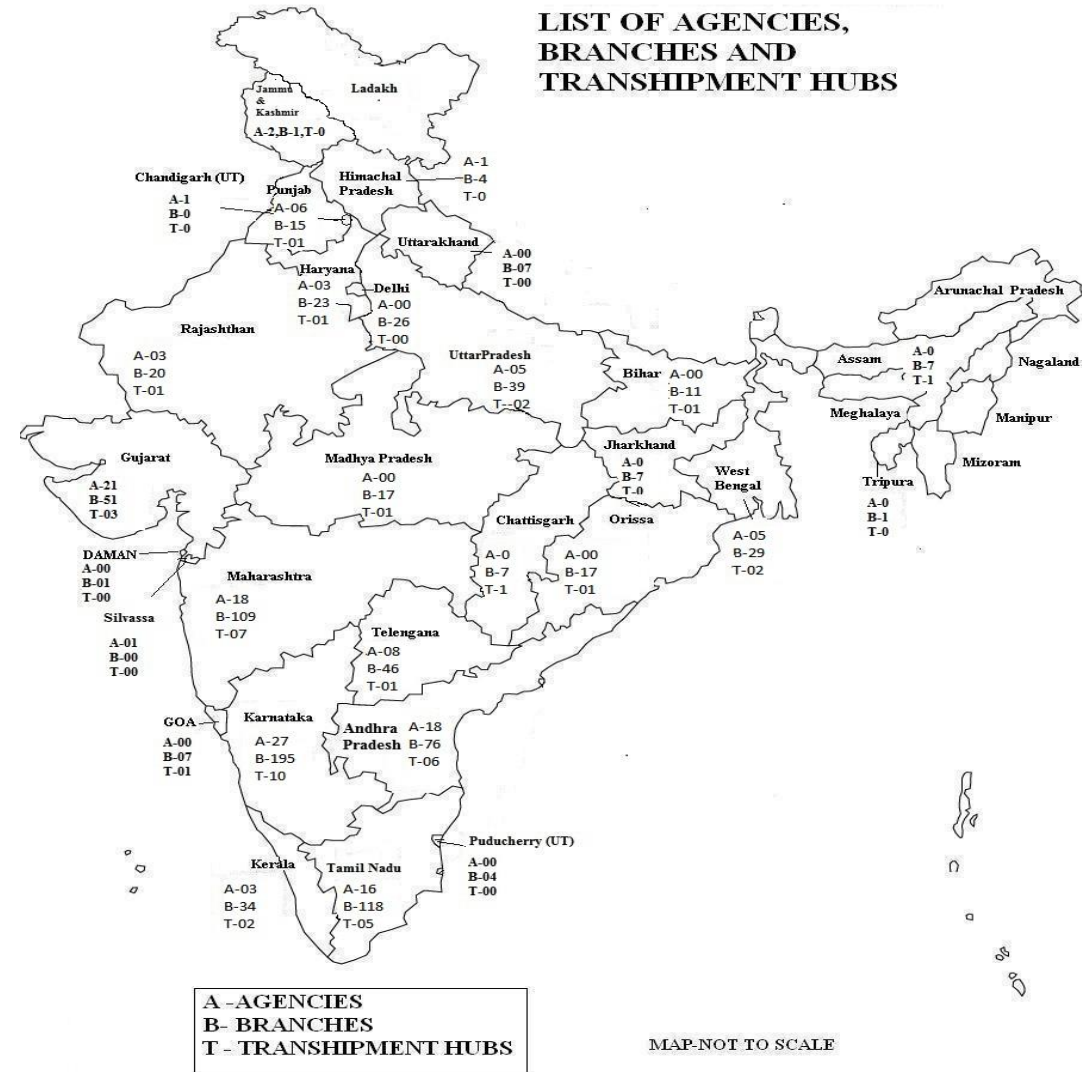 LIST OF AGENCIES,
BRANCHES AND
TRANSHIPMENT HUBS
Jammu
&
Kashmir
A-2,B-1,T-0
Ladakh
Chandigarh (UT)
A-1
B-0
T-0
Punjab
A-06
B-15
T-01
Himachal
Pradesh
A-1
B-4
T-0
Uttarakhand
A-00
B-07
T-00
Haryana
A-03
B-23
T-01
Delhi
A-00
B-26
T-00
Rajashthan
A-03
B-20
T-01
UttarPradesh
A-05
B-39
T--02
Bihar
A-00
B-11
T-01
Arunachal Pradesh
Assam
A-0
B-7
T-1
Nagaland
Meghalaya
Manipur
Mizoram
Tripura
A-0
B-1
T-0
Gujarat
A-21
B-51
T-03
Madhya Pradesh
A-00
B-17
T-01
Jharkhand
A-0
B-7
T-0
West
Bengal
A-05
B-29
T-02
Chattisgarh
A-0
B-7
T-1
Orissa
A-00
B-17
T-01
DAMAN
A-00
B-01
T-00
Silvassa
A-01
B-00
T-00
Maharashtra
A-18
B-109
T-07
Telengana
A-08
B-46
T-01
GOA
A-00
B-07
T-01
Karnataka
A-27
B-195
T-10
Andhra
Pradesh
A-18
B-76
T-06
Puducherry (UT)
A-00
B-04
T-00
Kerala
A-03
B-34
T-02
Tamil Nadu
A-16
B-118
T-05
A -AGENCIES
B- BRANCHES
T - TRANSHIPMENT HUBS
MAP-NOT TO SCALE